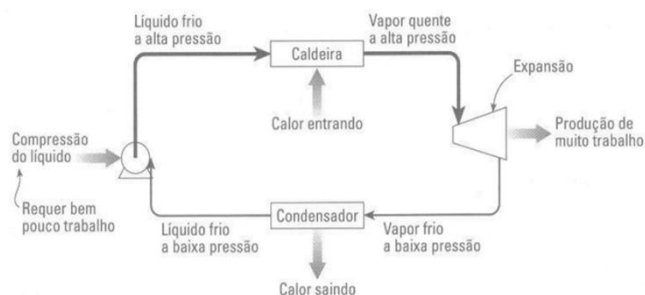 Líquido frio
a alta pressão
Vapor quente
a alta pressão
Caldeira
Expansão
Calor entrando
Produção de
muito trabalho
Compressão
do líquido
Requer bem
pouco trabalho
Líquido frio
a baixa pressão
Condensador
Vapor frio
a baixa pressão
Calor saindo